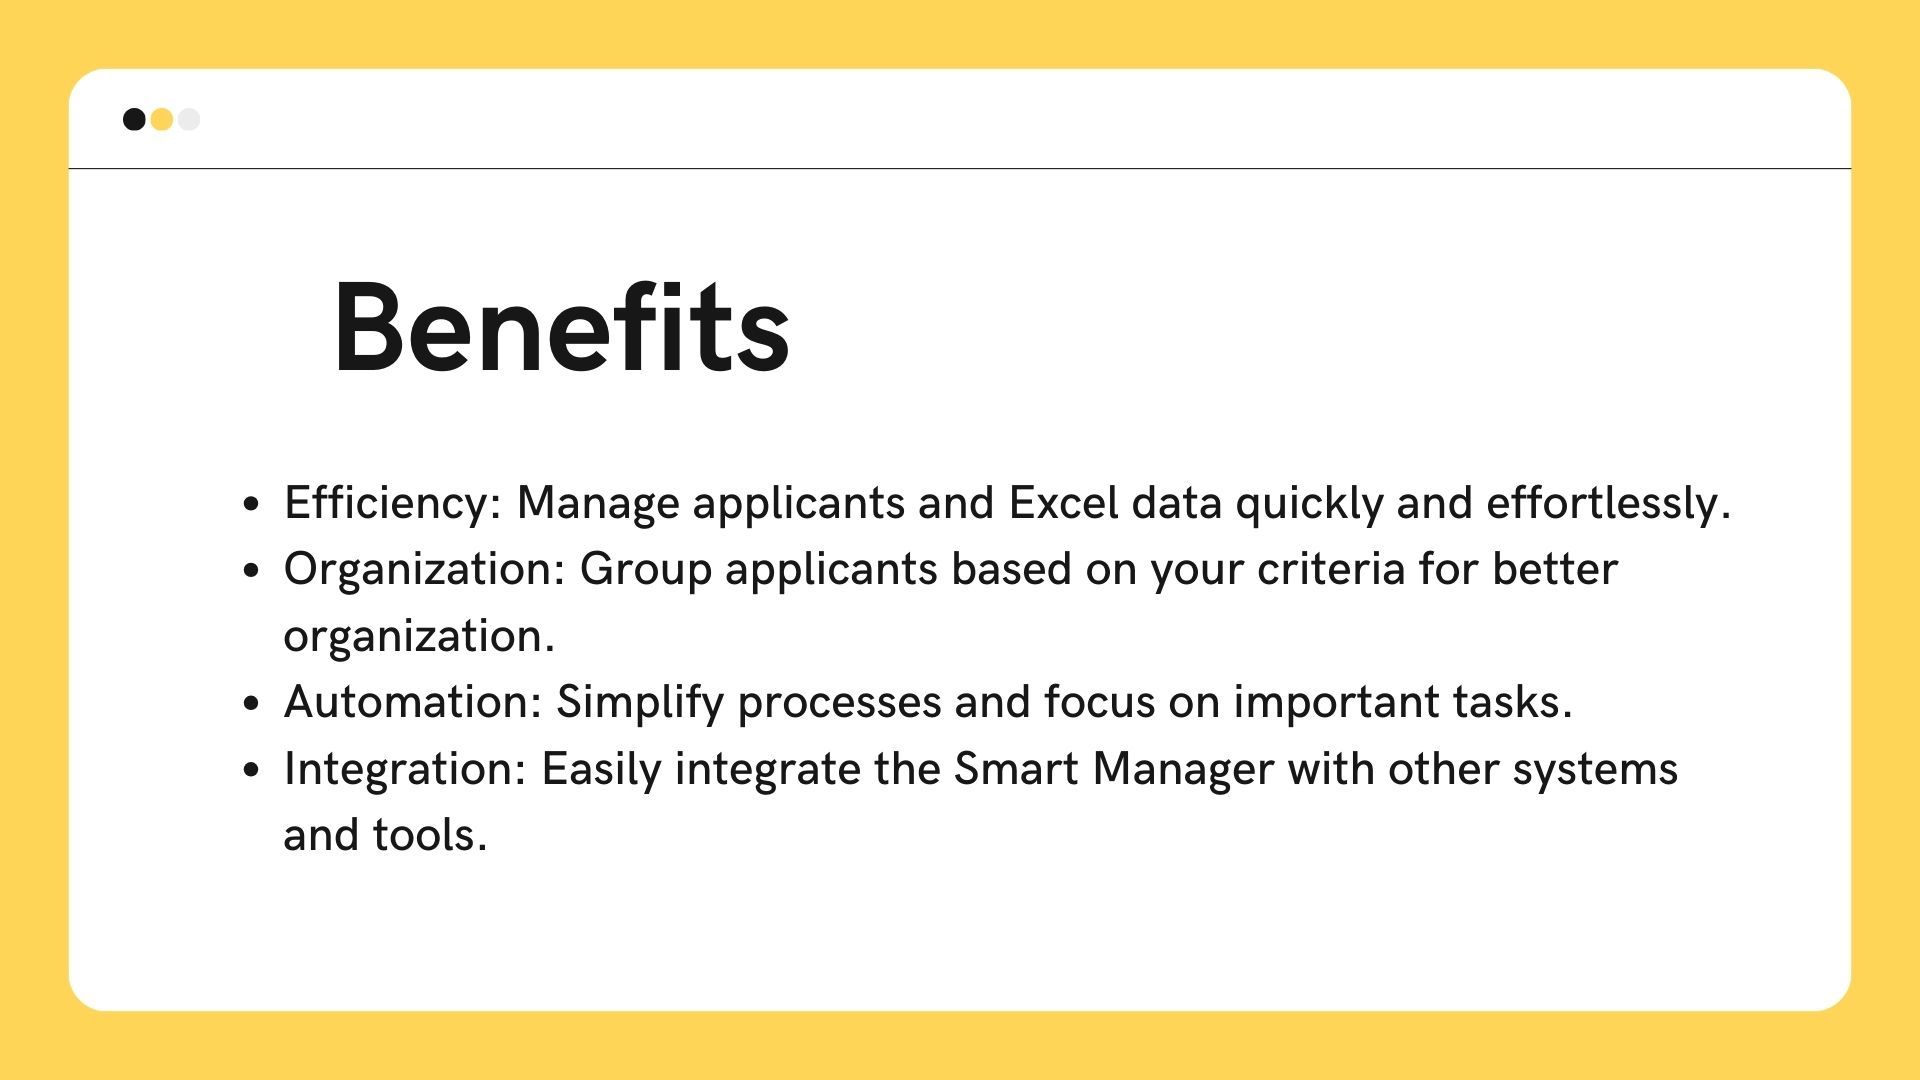 Benefits
• Efficiency: Manage applicants and Excel data quickly and effortlessly.
• Organization: Group applicants based on your criteria for better
organization.
• Automation: Simplify processes and focus on important tasks.
• Integration: Easily integrate the Smart Manager with other systems
and tools.